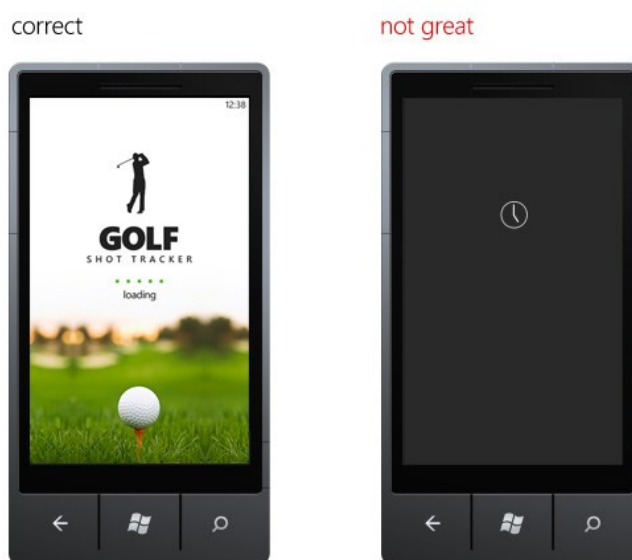 correct
not great
12:38
GOLF
SHOT TRACKER
loading